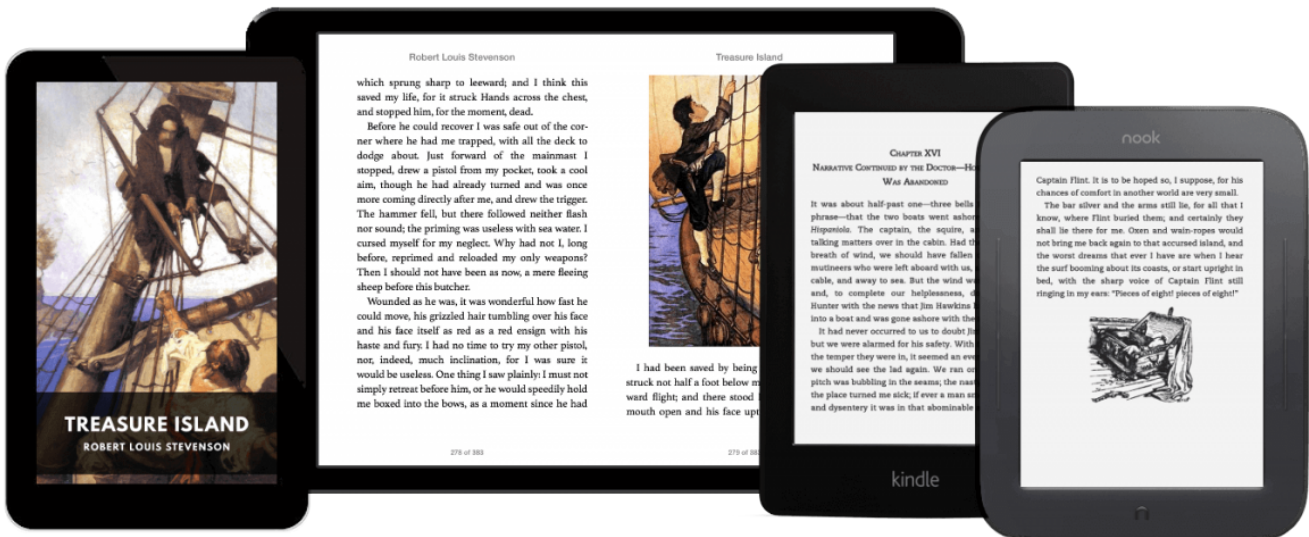 TREASURE ISLAND
ROBERT LOUIS STEVENSON
Robert Louis Stevenson
which sprung sharp to leeward; and I think this
saved my life, for it struck Hands across the chest,
and stopped him, for the moment, dead.
Before he could recover I was safe out of the cor-
ner where he had me trapped, with all the deck to
dodge about. Just forward of the mainmast I
stopped, drew a pistol from my pocket, took a cool
aim, though he had already turned and was once
more coming directly after me, and drew the trigger.
The hammer fell, but there followed neither flash
nor sound; the priming was useless with sea water. I
cursed myself for my neglect. Why had not I, long
before, reprimed and reloaded my only weapons?
Then I should not have been as now, a mere fleeing
sheep before this butcher.
Wounded as he was, it was wonderful how fast he
could move, his grizzled hair tumbling over his face
and his face itself as red as a red ensign with his
haste and fury. I had no time to try my other pistol,
nor, indeed, much inclination, for I was sure it
would be useless. One thing I saw plainly: I must not
simply retreat before him, or he would speedily hold
me boxed into the bows, as a moment since he had
275 of 383
Treasure Island
I had been saved by being
struck not half a foot below m
ward flight; and there stood
mouth open and his face upt
CHAPTER XVI
NARRATIVE CONTINUED BY THE DOCTOR—HO
WAS ABANDONED
It was about half-past one—three bells
phrase—that the two boats went ashor
Hispaniola. The captain, the squire, a
talking matters over in the cabin. Had th
breath of wind, we should have fallen
mutineers who were left aboard with us,
cable, and away to sea. But the wind wa
and, to complete our helplessness, d
Hunter with the news that Jim Hawkins
into a boat and was gone ashore with the
It had never occurred to us to doubt Ji
but we were alarmed for his safety. With
the temper they were in, it seemed an eve
we should see the lad again. We ran on
pitch was bubbling in the seams; the nast
the place turned me sick; if ever a man sm
and dysentery it was in that abominable
kindle
nook
Captain Flint. It is to be hoped so, I suppose, for his
chances of comfort in another world are very small.
The bar silver and the arms still lie, for all that I
know, where Flint buried them; and certainly they
shall lie there for me. Oxen and wain-ropes would
not bring me back again to that accursed island, and
the worst dreams that ever I have are when I hear
the surf booming about its coasts, or start upright in
bed, with the sharp voice of Captain Flint still
ringing in my ears: “Pieces of eight! pieces of eight!”